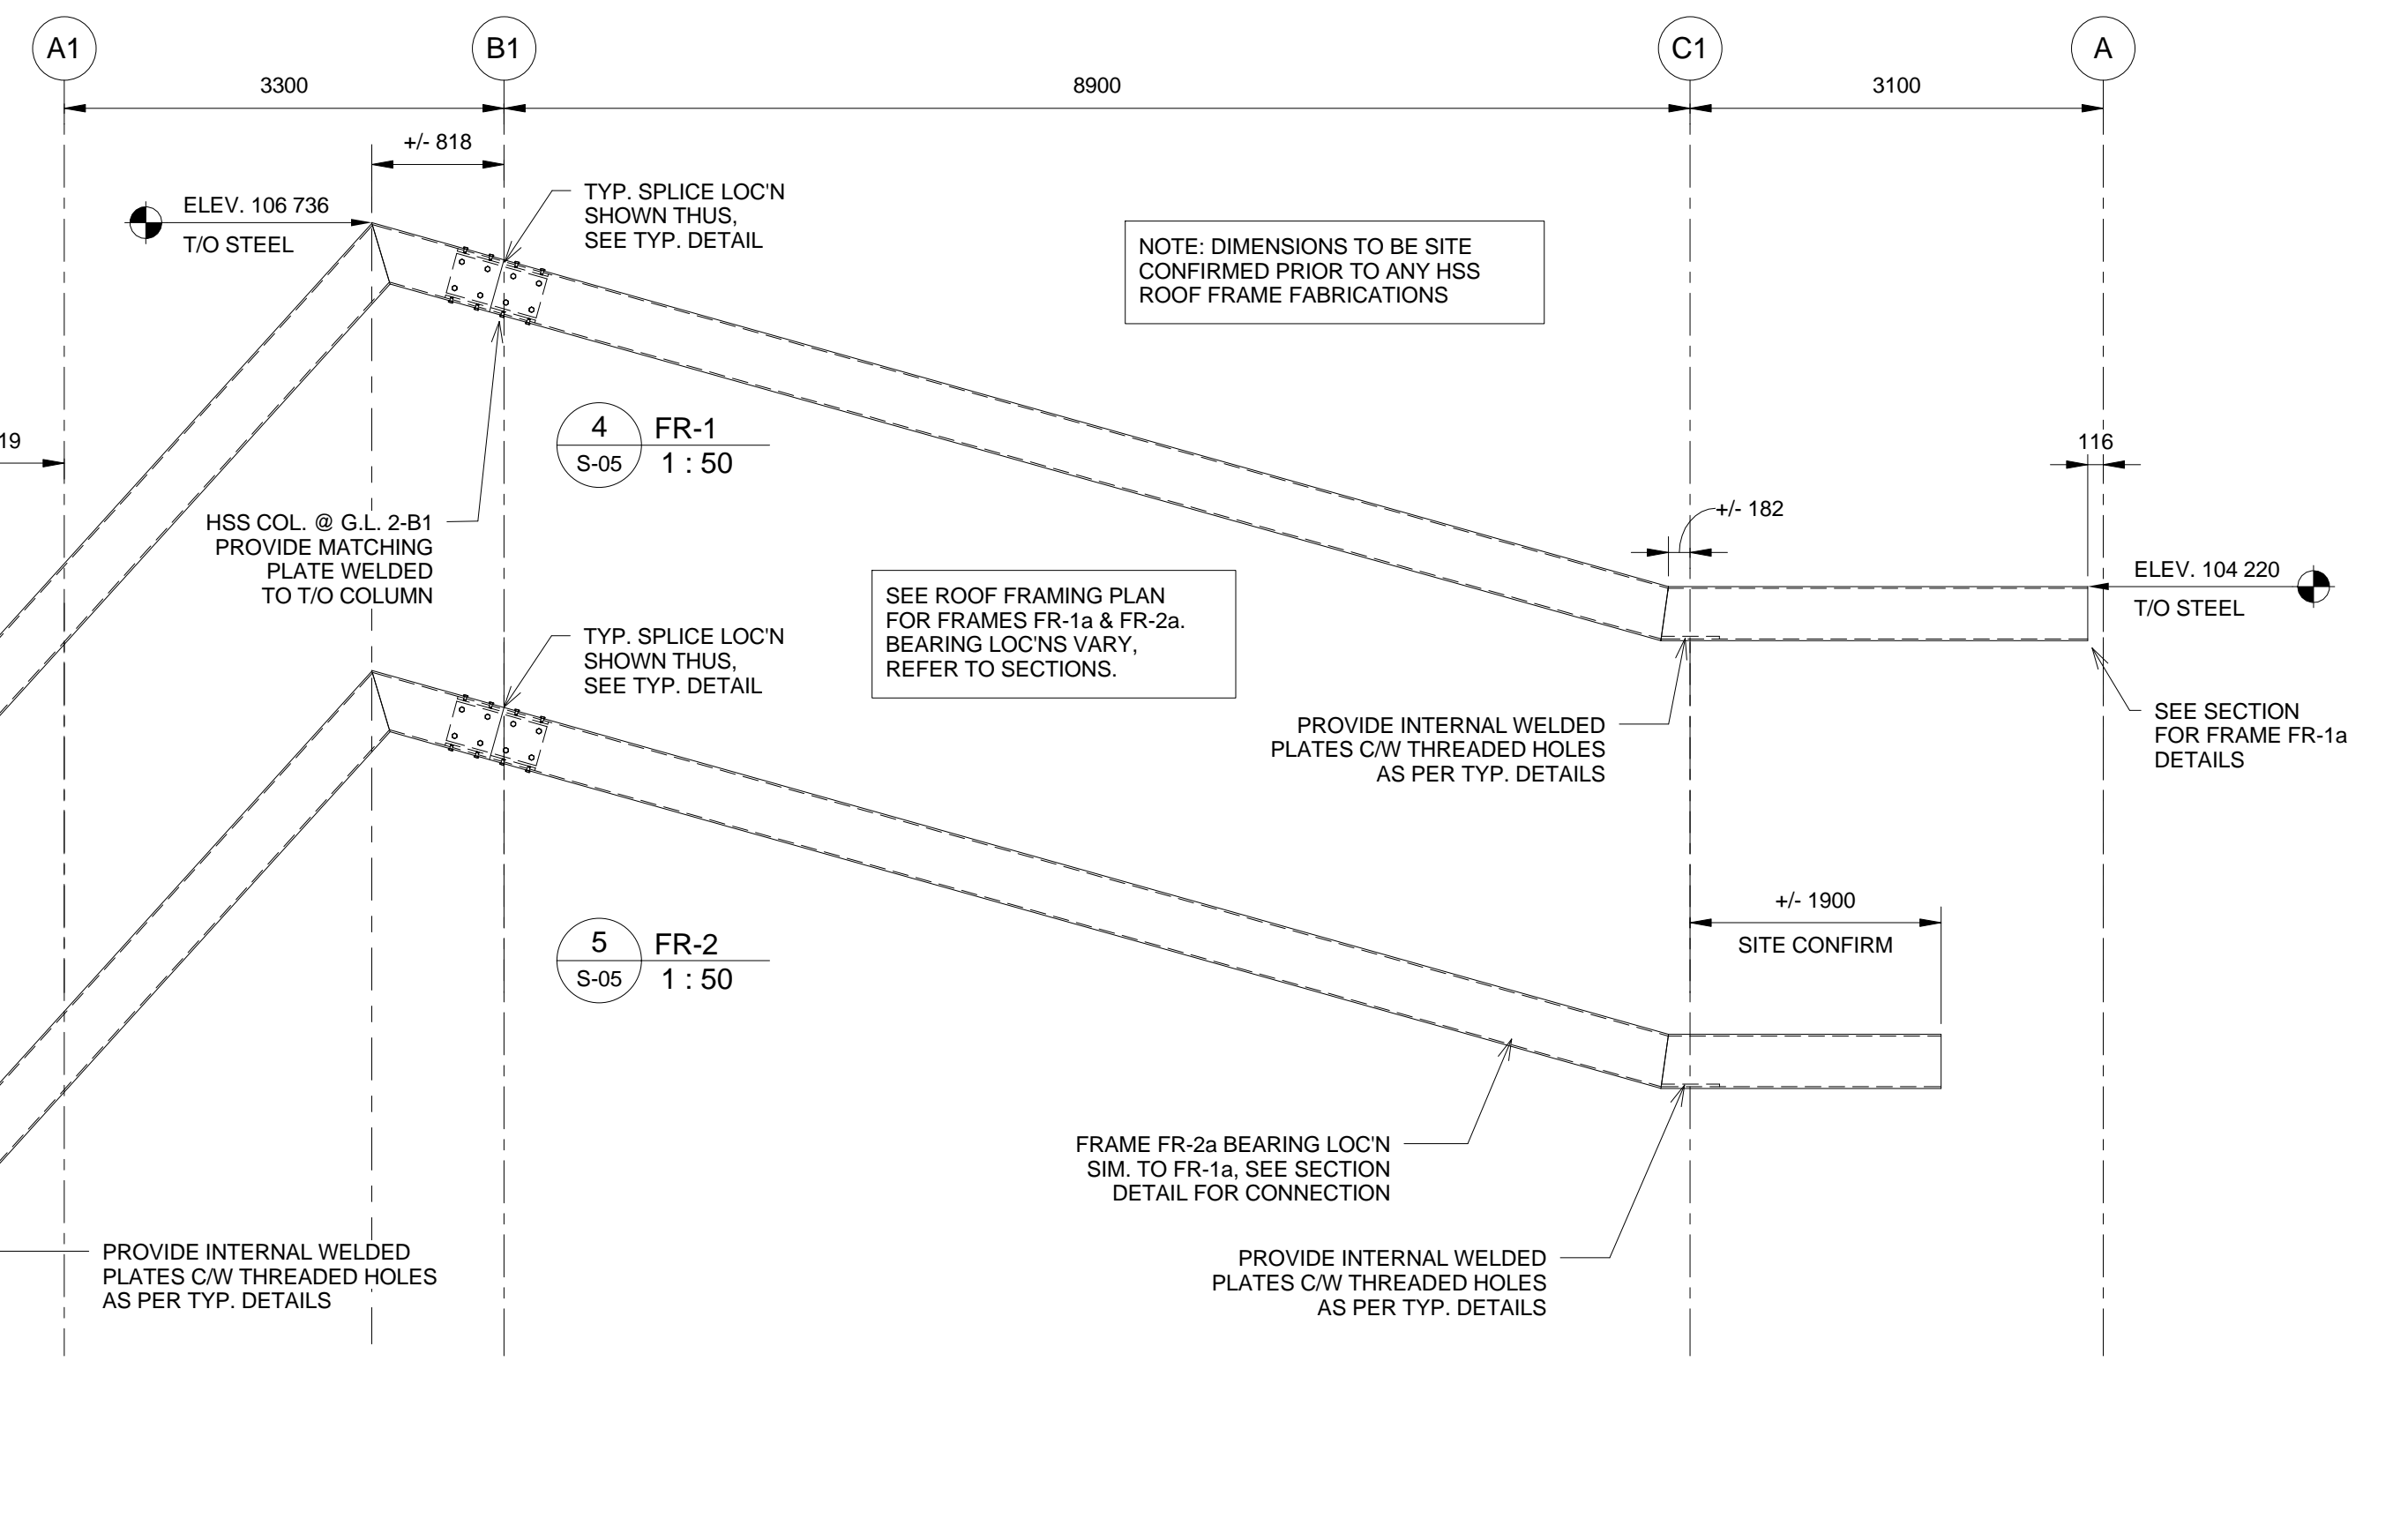 A1
B1
C1
A
3300
8900
3100
+/- 818
ELEV. 106 736
T/O STEEL
TYP. SPLICE LOC'N
SHOWN THUS,
SEE TYP. DETAIL
NOTE: DIMENSIONS TO BE SITE
CONFIRMED PRIOR TO ANY HSS
ROOF FRAME FABRICATIONS
4
S-05
FR-1
1 : 50
19
116
+/- 182
HSS COL. @ G.L. 2-B1
PROVIDE MATCHING
PLATE WELDED
TO T/O COLUMN
SEE ROOF FRAMING PLAN
FOR FRAMES FR-1a & FR-2a.
BEARING LOC'NS VARY,
REFER TO SECTIONS.
ELEV. 104 220
T/O STEEL
TYP. SPLICE LOC'N
SHOWN THUS,
SEE TYP. DETAIL
PROVIDE INTERNAL WELDED
PLATES C/W THREADED HOLES
AS PER TYP. DETAILS
SEE SECTION
FOR FRAME FR-1a
DETAILS
+/- 1900
SITE CONFIRM
5
S-05
FR-2
1 : 50
FRAME FR-2a BEARING LOC'N
SIM. TO FR-1a, SEE SECTION
DETAIL FOR CONNECTION
PROVIDE INTERNAL WELDED
PLATES C/W THREADED HOLES
AS PER TYP. DETAILS
PROVIDE INTERNAL WELDED
PLATES C/W THREADED HOLES
AS PER TYP. DETAILS